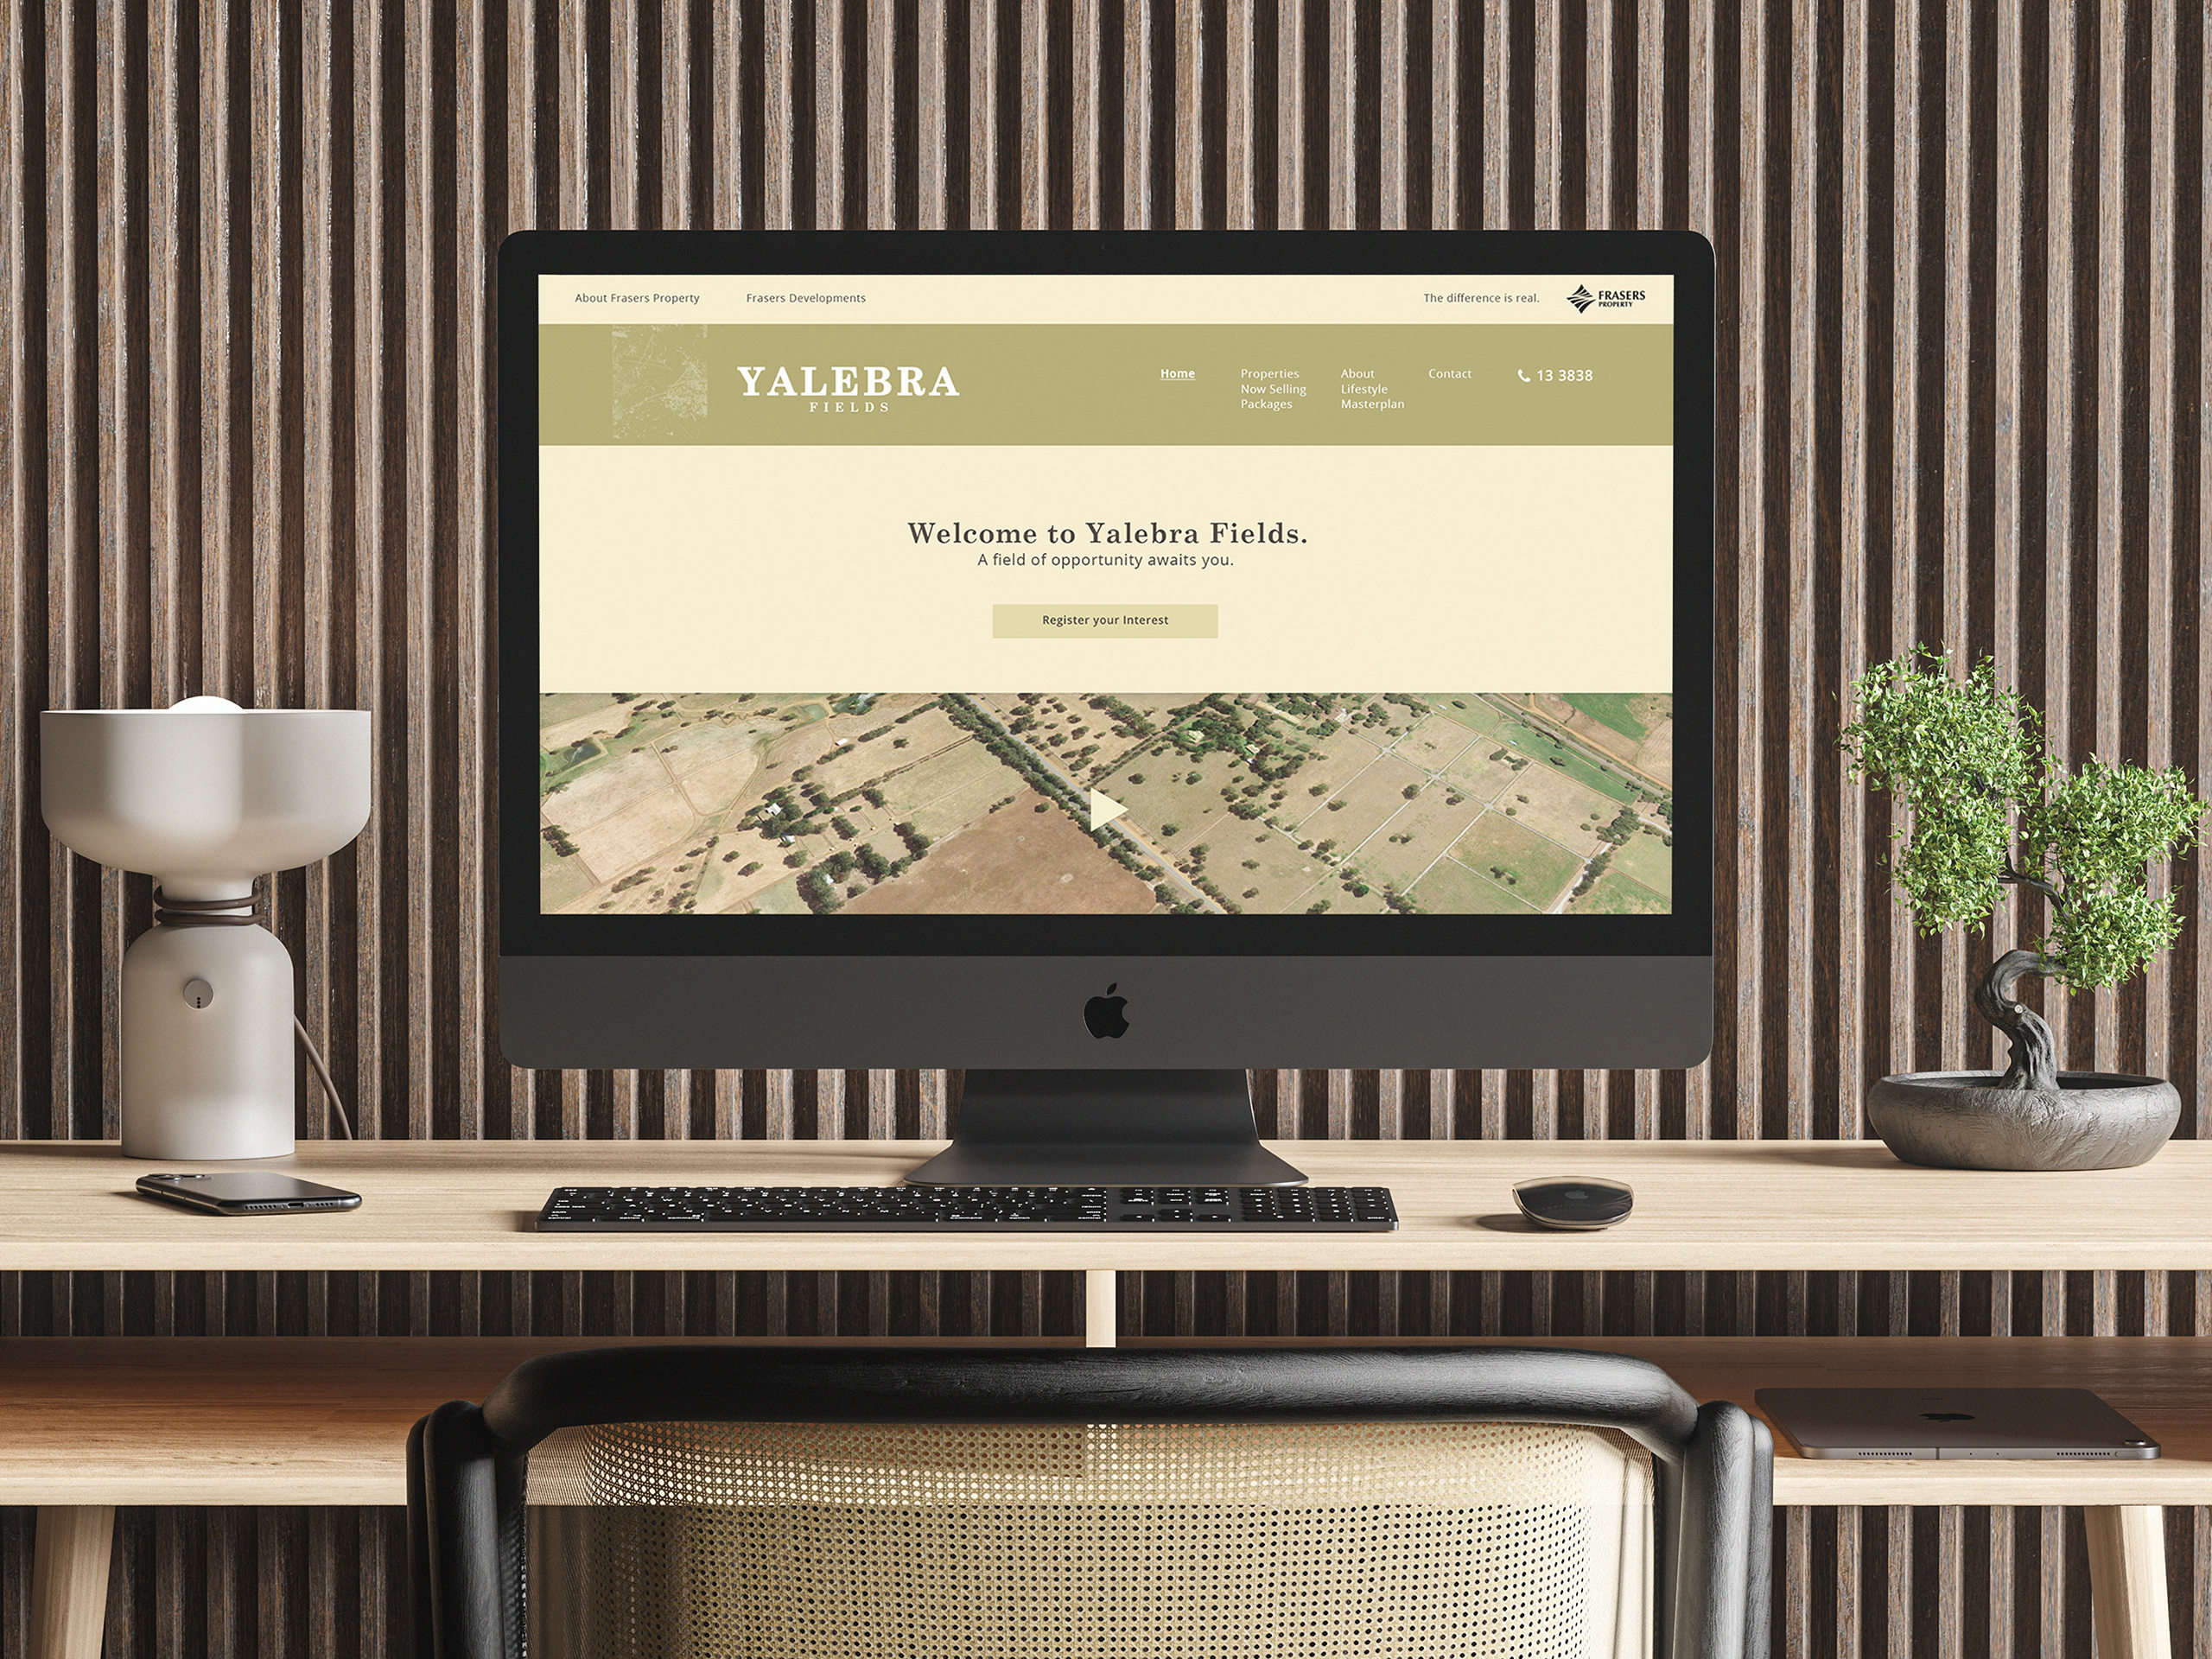 About Frasers Property
Frasers Developments
The difference is real.
FRASERS
PROPERTY
YALEBRA
FIELDS
Home
Properties
Now Selling
Packages
About
Lifestyle
Masterplan
Contact
13 3838
Welcome to Yalebra Fields.
A field of opportunity awaits you.
Register your Interest